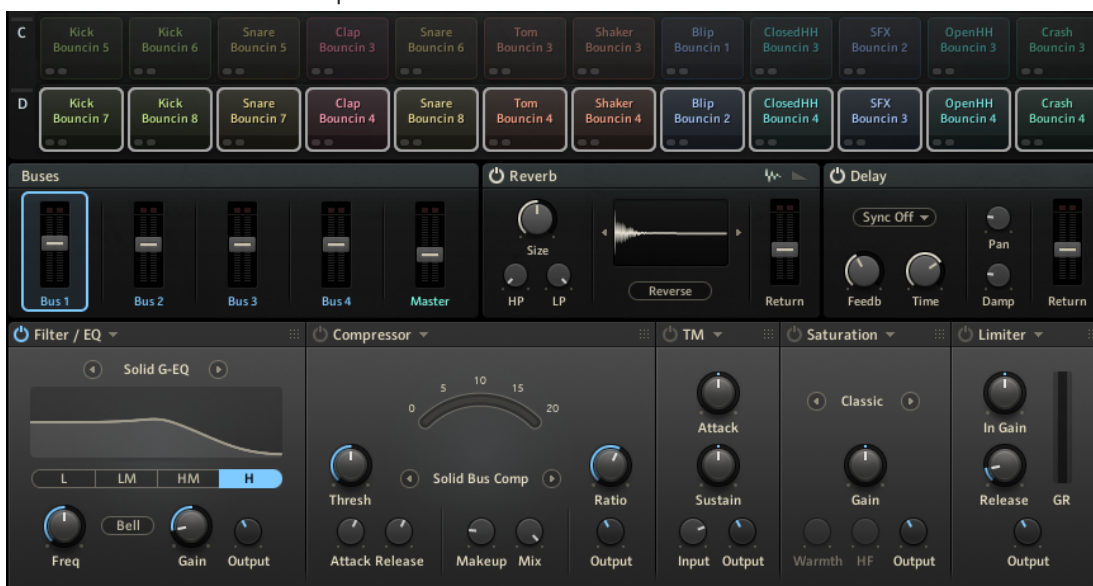 C
Kick Bouncin 5
Kick Bouncin 6
Snare Bouncin 5
Clap Bouncin 3
Snare Bouncin 6
Tom Bouncin 3
Shaker Bouncin 3
Blip Bouncin 1
ClosedHH Bouncin 3
SFX Bouncin 2
OpenHH Bouncin 3
Crash Bouncin 3
D
Kick Bouncin 7
Kick Bouncin 8
Snare Bouncin 7
Clap Bouncin 4
Snare Bouncin 8
Tom Bouncin 4
Shaker Bouncin 4
Blip Bouncin 2
ClosedHH Bouncin 4
SFX Bouncin 3
OpenHH Bouncin 4
Crash Bouncin 4
Buses
Bus 1
Bus 2
Bus 3
Bus 4
Master
Reverb
Size
HP
LP
Reverse
Return
Delay
Sync Off
Pan
Feedb
Time
Damp
Return
Filter / EQ
Solid G-EQ
L
LM
HM
H
Freq
Bell
Gain
Output
Compressor
0
5
10
15
20
Thresh
Solid Bus Comp
Ratio
Attack
Release
Makeup
Mix
Output
TM
Attack
Sustain
Input
Output
Saturation
Classic
Gain
Warmth
HF
Output
Limiter
In Gain
Release
GR
Output